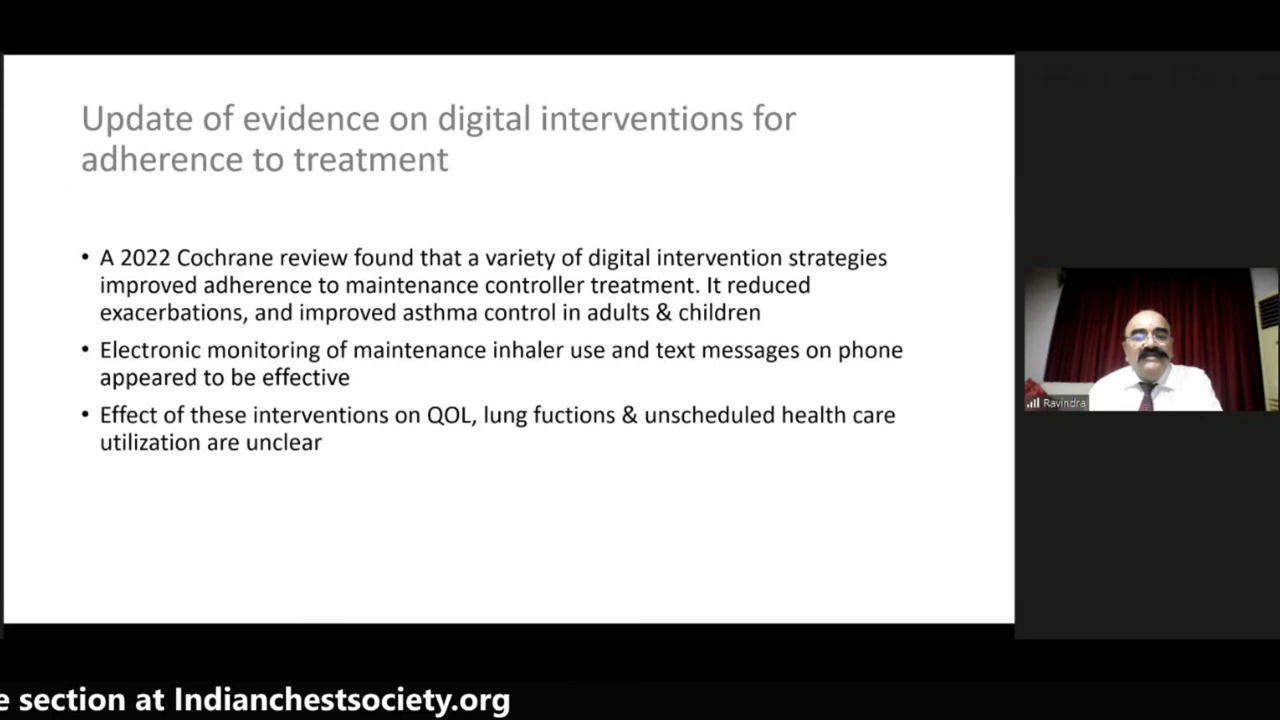 Update of evidence on digital interventions for
adherence to treatment
• A 2022 Cochrane review found that a variety of digital intervention strategies
improved adherence to maintenance controller treatment. It reduced
exacerbations, and improved asthma control in adults & children
• Electronic monitoring of maintenance inhaler use and text messages on phone
appeared to be effective
• Effect of these interventions on QOL, lung fuctions & unscheduled health care
utilization are unclear
Ravindra
e section at Indianchestsociety.org